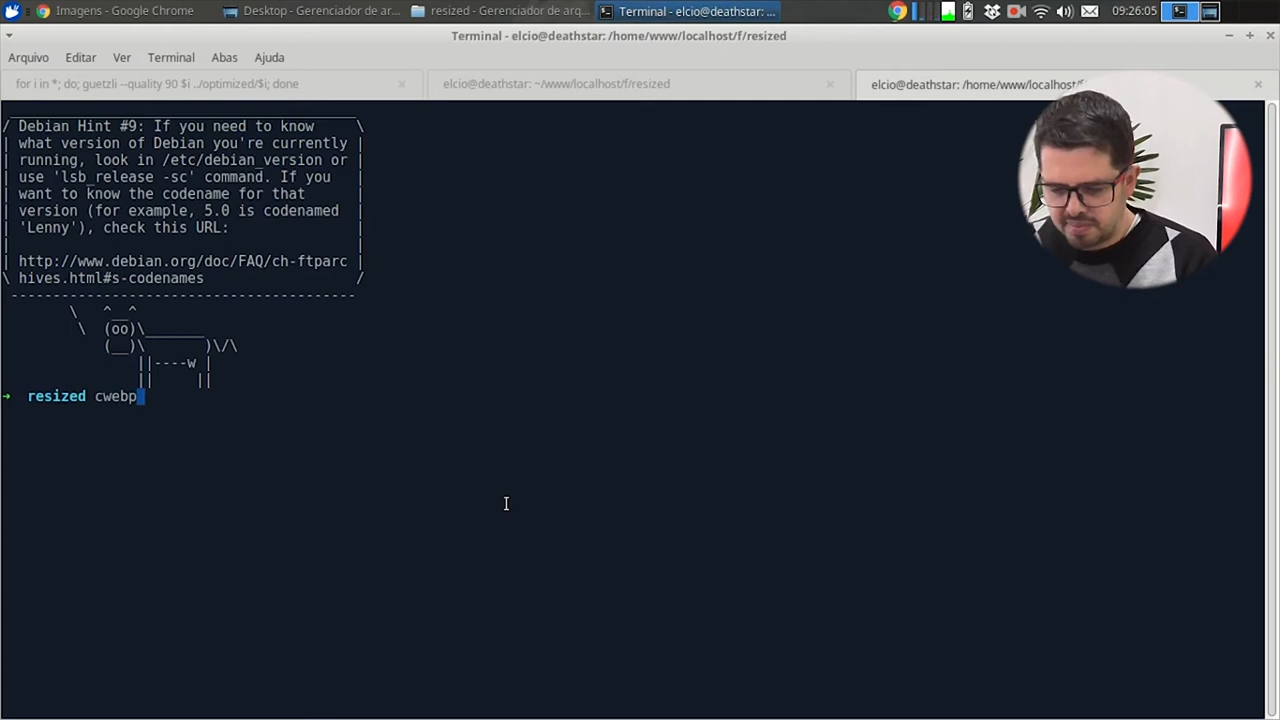 Imagens - Google Chrome
Desktop - Gerenciador de ar...
resized - Gerenciador de arq...
Terminal - elcio@deathstar: ...
09:26:05
Terminal - elcio@deathstar: /home/www/localhost/f/resized
Arquivo Editar Ver Terminal Abas Ajuda
for i in *; do; guetzli --quality 90 $i ../optimized/$i; done
elcio@deathstar: ~/www/localhost/f/resized
elcio@deathstar: /home/www/localhost/f
_________________________________________
/ Debian Hint #9: If you need to know     \
| what version of Debian you're currently |
| running, look in /etc/debian_version or |
| use 'lsb_release -sc' command. If you   |
| want to know the codename for that      |
| version (for example, 5.0 is codenamed  |
| 'Lenny'), check this URL:               |
|                                         |
| http://www.debian.org/doc/FAQ/ch-ftparc |
\ hives.html#s-codenames                  /
 -----------------------------------------
        \   ^__^
         \  (oo)\_______
            (__)\       )\/\
                ||----w |
                ||     ||
➜  resized cwebp